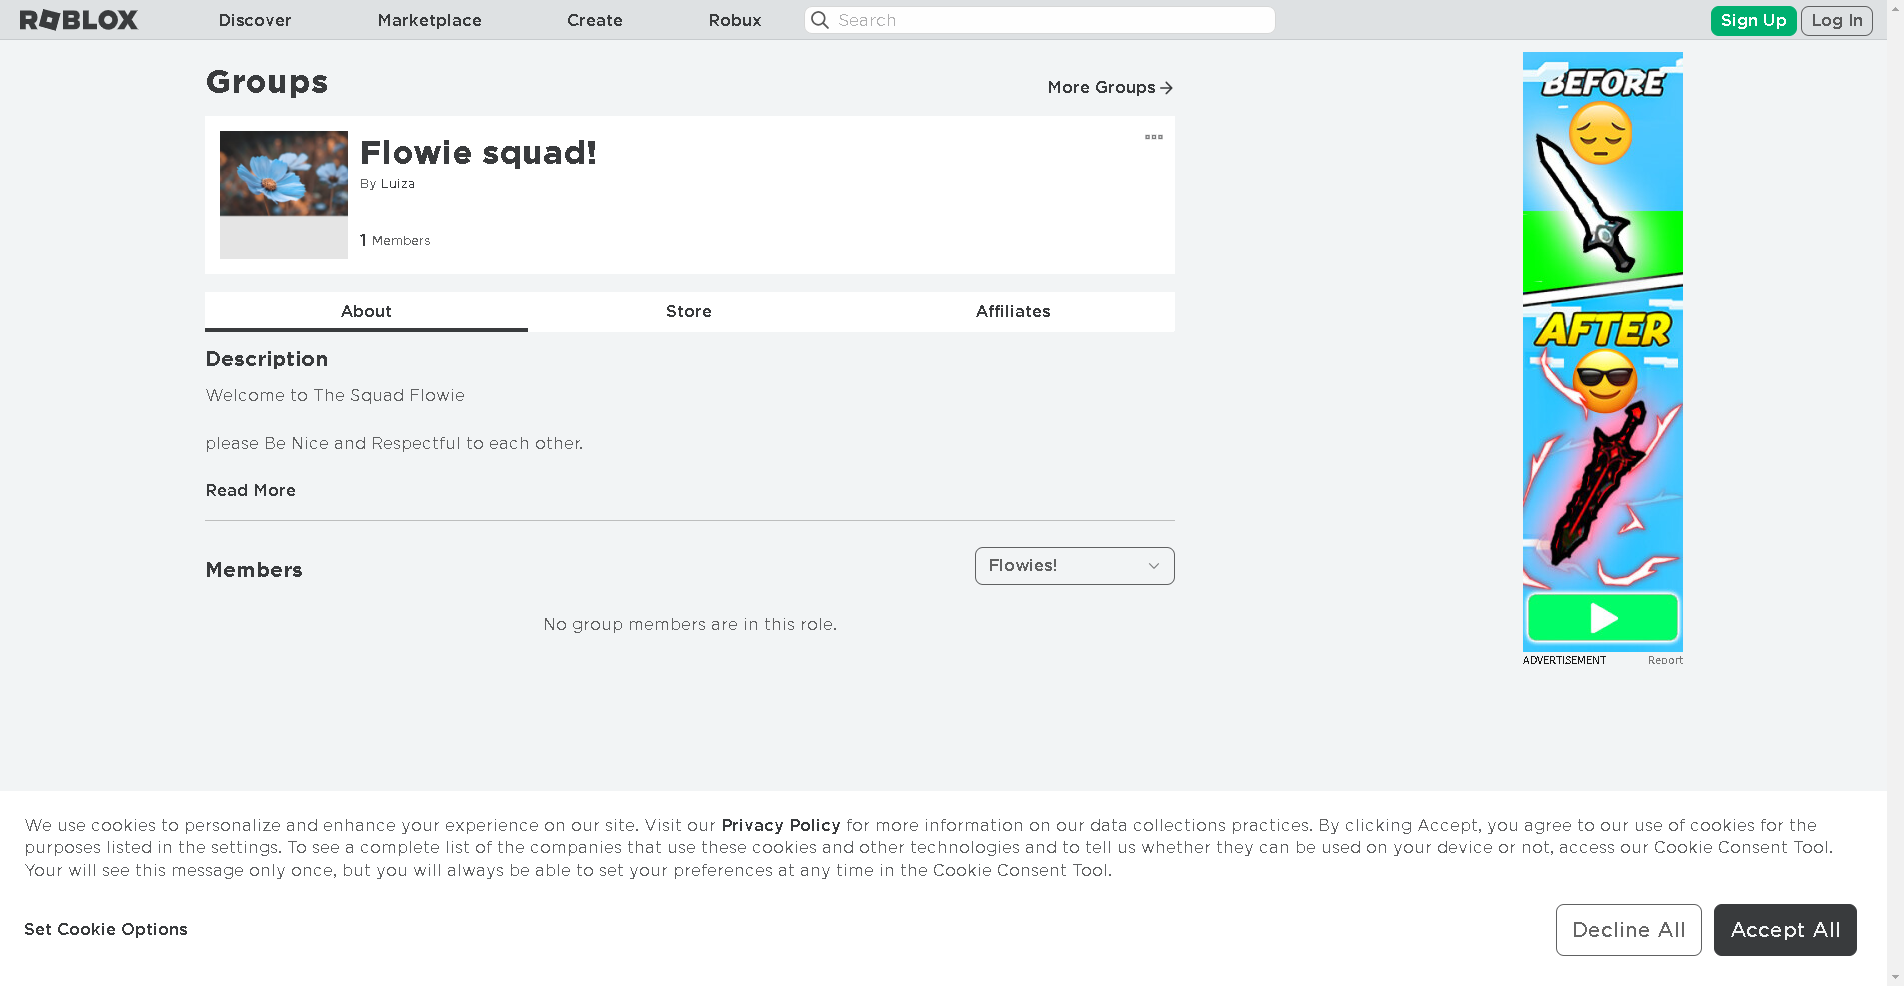 ROBLOX Discover Marketplace Create Robux Search Sign Up Log In
Groups
More Groups
Flowie squad!
By Luiza
1 Members
About Store Affiliates
Description
Welcome to The Squad Flowie
please Be Nice and Respectful to each other.
Read More
Members
Flowies!
No group members are in this role.
BEFORE
AFTER
ADVERTISEMENT Report
We use cookies to personalize and enhance your experience on our site. Visit our Privacy Policy for more information on our data collections practices. By clicking Accept, you agree to our use of cookies for the
purposes listed in the settings. To see a complete list of the companies that use these cookies and other technologies and to tell us whether they can be used on your device or not, access our Cookie Consent Tool.
Your will see this message only once, but you will always be able to set your preferences at any time in the Cookie Consent Tool.
Set Cookie Options
Decline All
Accept All